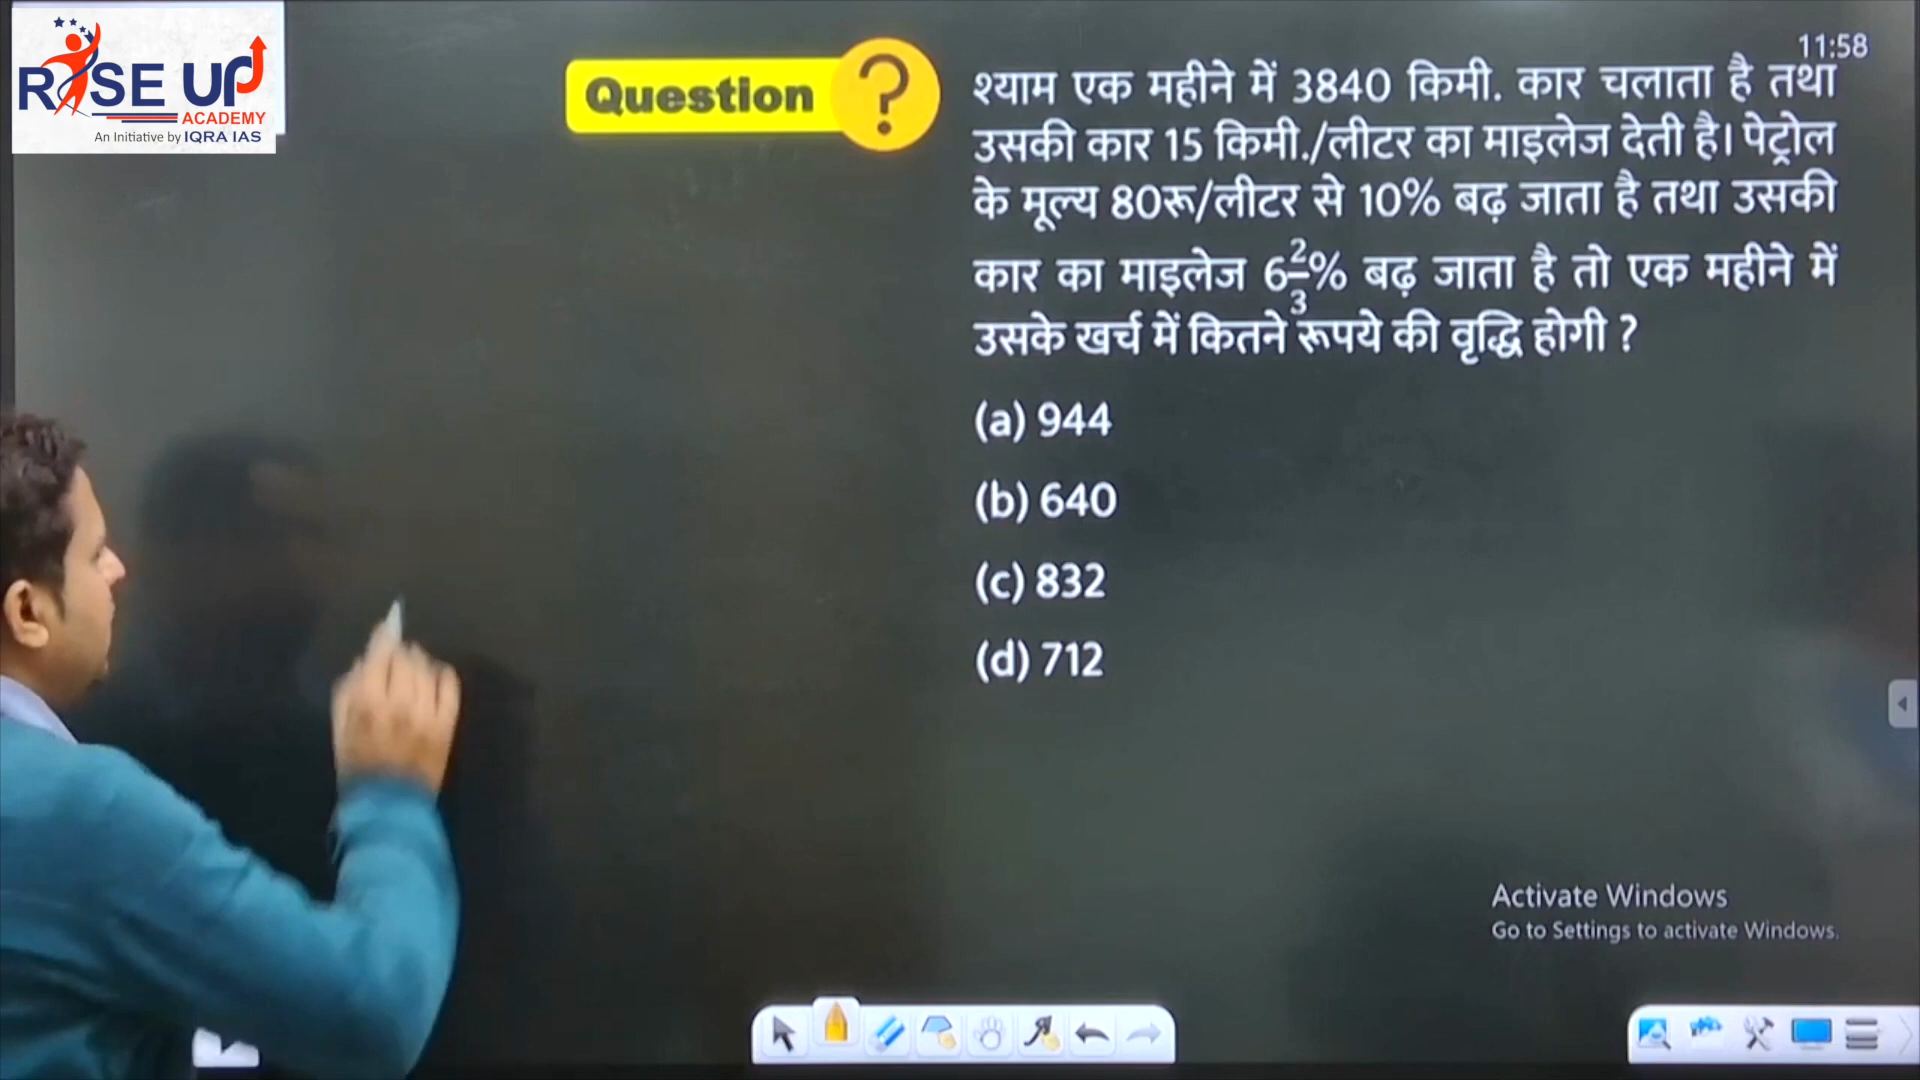 RISE UP
ACADEMY
An Initiative by IQRA IAS
Question ?
11:58
श्याम एक महीने में 3840 किमी. कार चलाता है तथा
उसकी कार 15 किमी./लीटर का माइलेज देती है। पेट्रोल
के मूल्य 80रू/लीटर से 10% बढ़ जाता है तथा उसकी
कार का माइलेज 6 2/3% बढ़ जाता है तो एक महीने में
उसके खर्च में कितने रूपये की वृद्धि होगी ?
(a) 944
(b) 640
(c) 832
(d) 712
Activate Windows
Go to Settings to activate Windows.